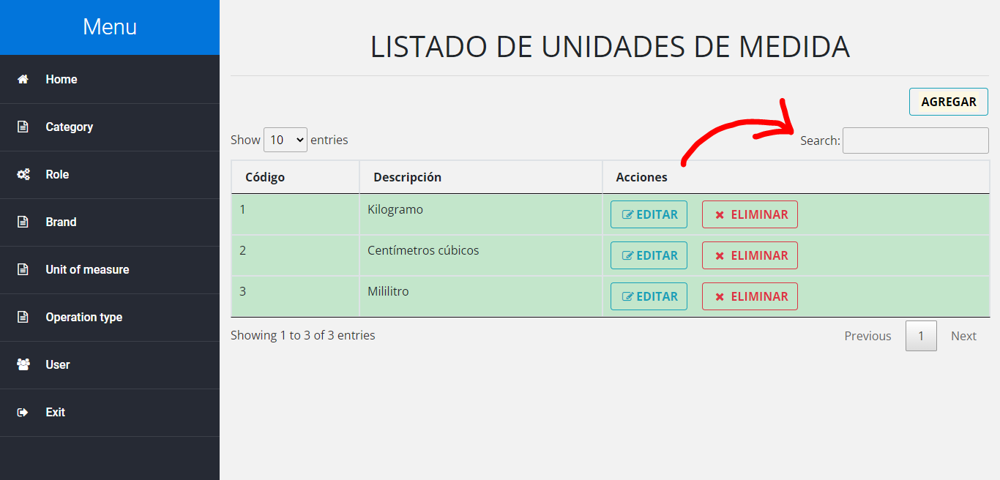 Menu
Home
Category
Role
Brand
Unit of measure
Operation type
User
Exit
LISTADO DE UNIDADES DE MEDIDA
AGREGAR
Show 10 entries
Search:
Código Descripción Acciones
1 Kilogramo EDITAR ELIMINAR
2 Centímetros cúbicos EDITAR ELIMINAR
3 Mililitro EDITAR ELIMINAR
Showing 1 to 3 of 3 entries
Previous 1 Next